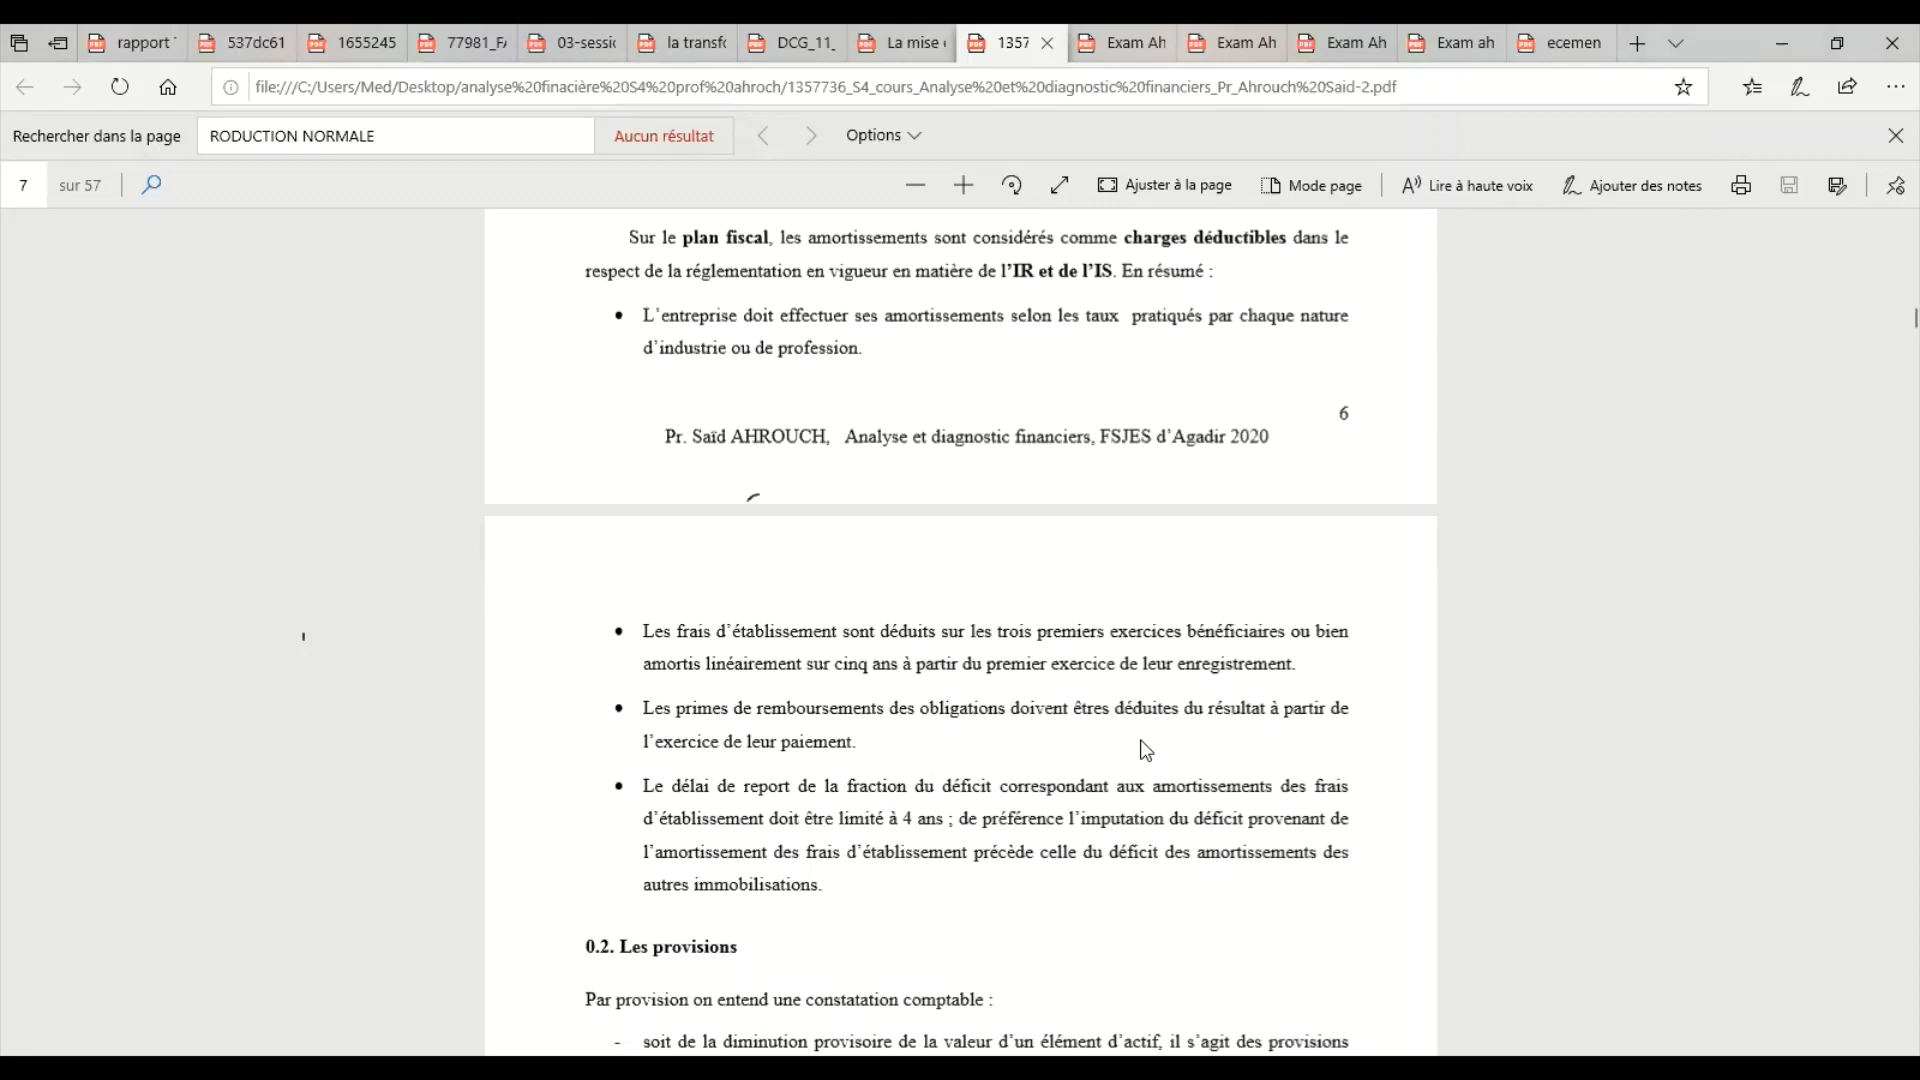 rapport
537dc61
1655245
77981_F
03-sessi
la transfo
DCG_11_
La mise
1357
Exam Ah
Exam Ah
Exam Ah
Exam ah
ecemen
file:///C:/Users/Med/Desktop/analyse%20finacière%20S4%20prof%20ahroch/1357736_S4_cours_Analyse%20et%20diagnostic%20financiers_Pr_Ahrouch%20Said-2.pdf
Rechercher dans la page
RODUCTION NORMALE
Aucun résultat
Options
7 sur 57
Ajuster à la page
Mode page
Lire à haute voix
Ajouter des notes
Sur le plan fiscal, les amortissements sont considérés comme charges déductibles dans le
respect de la réglementation en vigueur en matière de l’IR et de l’IS. En résumé :
• L’entreprise doit effectuer ses amortissements selon les taux pratiqués par chaque nature
d’industrie ou de profession.
6
Pr. Saïd AHROUCH, Analyse et diagnostic financiers, FSJES d’Agadir 2020
• Les frais d’établissement sont déduits sur les trois premiers exercices bénéficiaires ou bien
amortis linéairement sur cinq ans à partir du premier exercice de leur enregistrement.
• Les primes de remboursements des obligations doivent êtres déduites du résultat à partir de
l’exercice de leur paiement.
• Le délai de report de la fraction du déficit correspondant aux amortissements des frais
d’établissement doit être limité à 4 ans ; de préférence l’imputation du déficit provenant de
l’amortissement des frais d’établissement précède celle du déficit des amortissements des
autres immobilisations.
0.2. Les provisions
Par provision on entend une constatation comptable :
- soit de la diminution provisoire de la valeur d’un élément d’actif, il s’agit des provisions